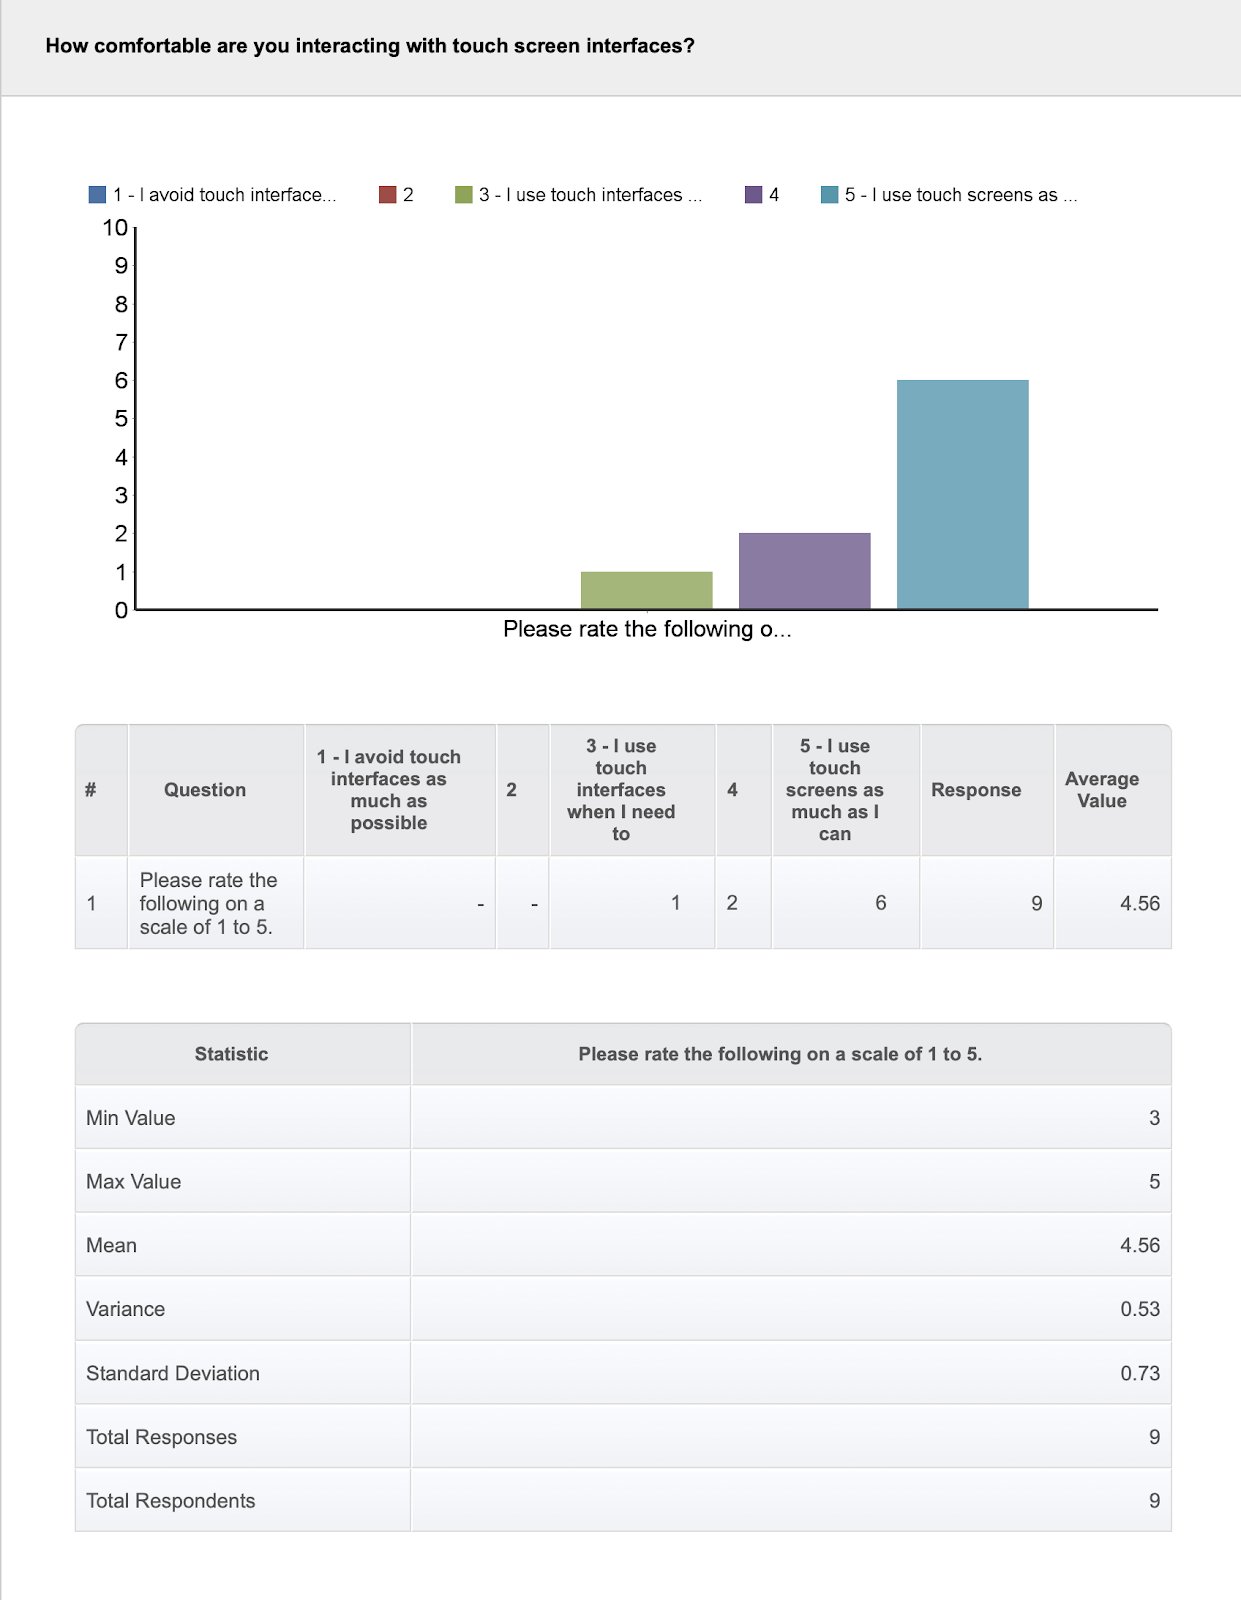 How comfortable are you interacting with touch screen interfaces?
1 - I avoid touch interface... 2 3 - I use touch interfaces ... 4 5 - I use touch screens as ...
10
9
8
7
6
5
4
3
2
1
0
Please rate the following o...
# Question 1 - I avoid touch interfaces as much as possible 2 3 - I use touch interfaces when I need to 4 5 - I use touch screens as much as I can Response Average Value
1 Please rate the following on a scale of 1 to 5. - - 1 2 6 9 4.56
Statistic Please rate the following on a scale of 1 to 5.
Min Value 3
Max Value 5
Mean 4.56
Variance 0.53
Standard Deviation 0.73
Total Responses 9
Total Respondents 9